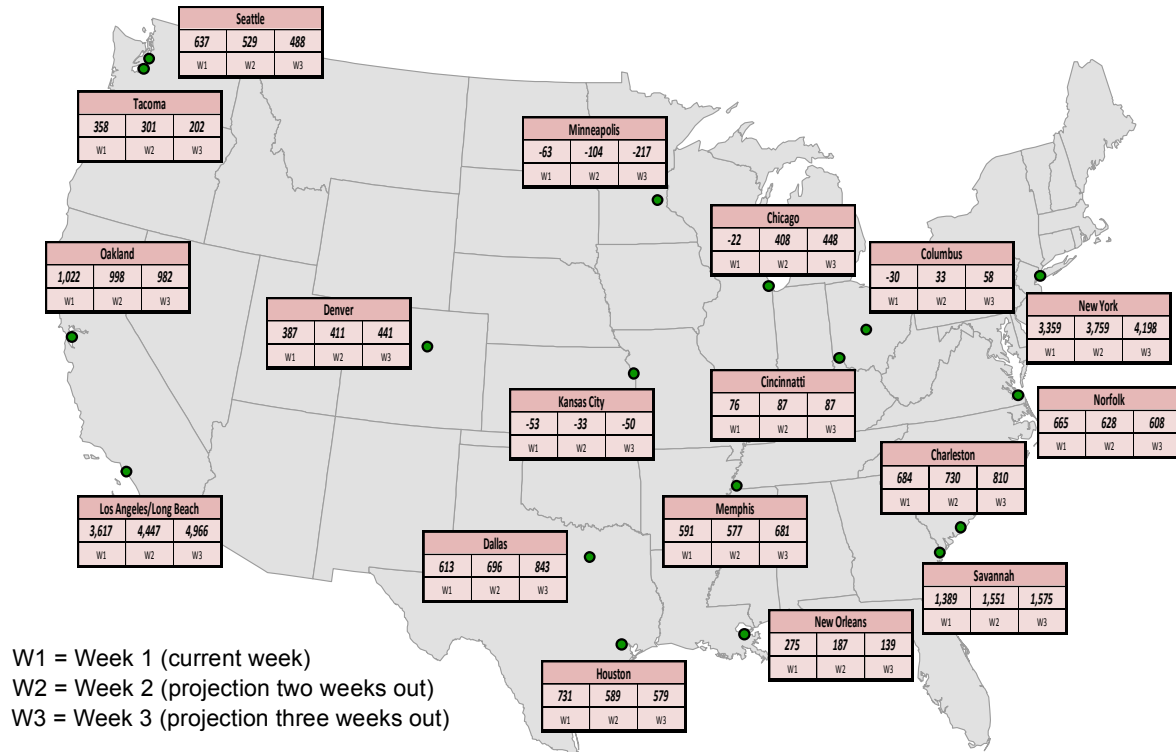 Seattle
637 529 488
W1 W2 W3
Tacoma
358 301 202
W1 W2 W3
Minneapolis
-63 -104 -217
W1 W2 W3
Chicago
-22 408 448
W1 W2 W3
Oakland
1,022 998 982
W1 W2 W3
Columbus
-30 33 58
W1 W2 W3
Denver
387 411 441
W1 W2 W3
New York
3,359 3,759 4,198
W1 W2 W3
Cincinnatti
76 87 87
W1 W2 W3
Kansas City
-53 -33 -50
W1 W2 W3
Norfolk
665 628 608
W1 W2 W3
Charleston
684 730 810
W1 W2 W3
Los Angeles/Long Beach
3,617 4,447 4,966
W1 W2 W3
Memphis
591 577 681
W1 W2 W3
Dallas
613 696 843
W1 W2 W3
Savannah
1,389 1,551 1,575
W1 W2 W3
New Orleans
275 187 139
W1 W2 W3
Houston
731 589 579
W1 W2 W3
W1 = Week 1 (current week)
W2 = Week 2 (projection two weeks out)
W3 = Week 3 (projection three weeks out)